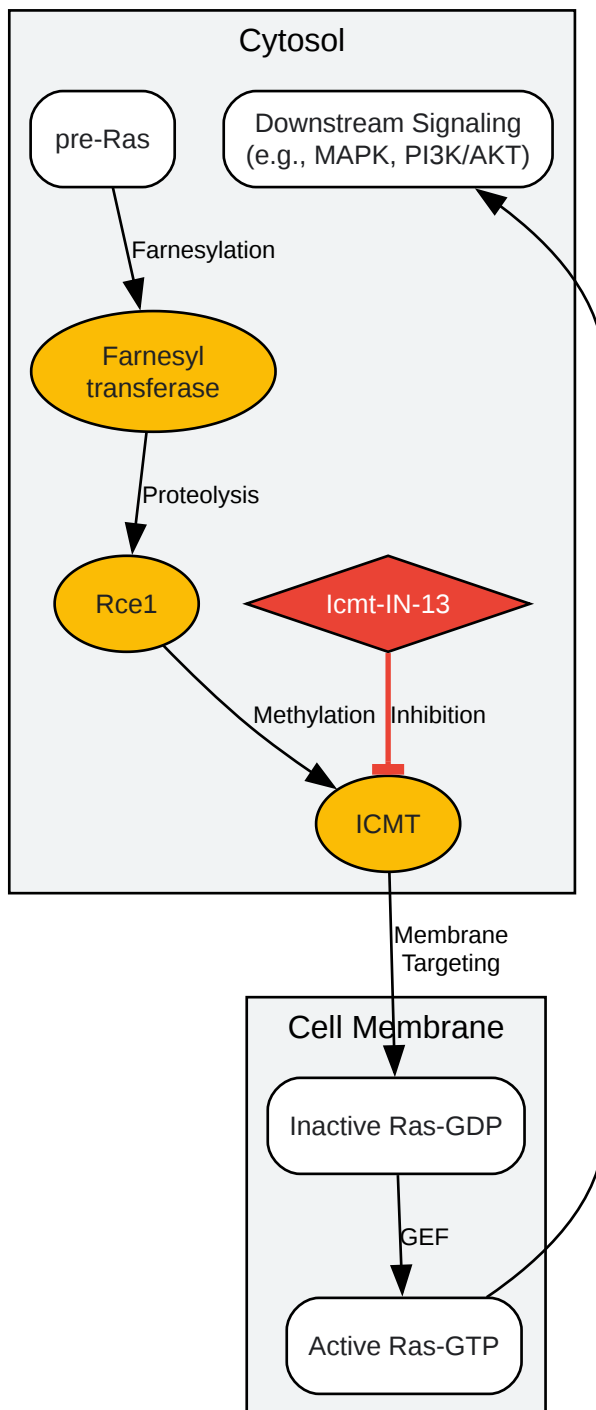 Cytosol
pre-Ras
Downstream Signaling
(e.g., MAPK, PI3K/AKT)
Farnesylation
Farnesyl
transferase
Proteolysis
Rce1
Icmt-IN-13
Methylation
Inhibition
ICMT
Membrane
Targeting
Cell Membrane
Inactive Ras-GDP
GEF
Active Ras-GTP